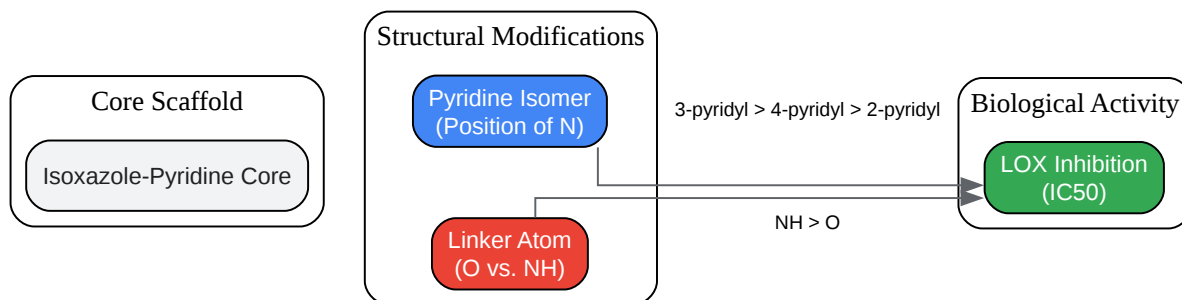 Core Scaffold
Isoxazole-Pyridine Core
Structural Modifications
Pyridine Isomer
(Position of N)
Linker Atom
(O vs. NH)
3-pyridyl > 4-pyridyl > 2-pyridyl
NH > O
Biological Activity
LOX Inhibition
(IC50)